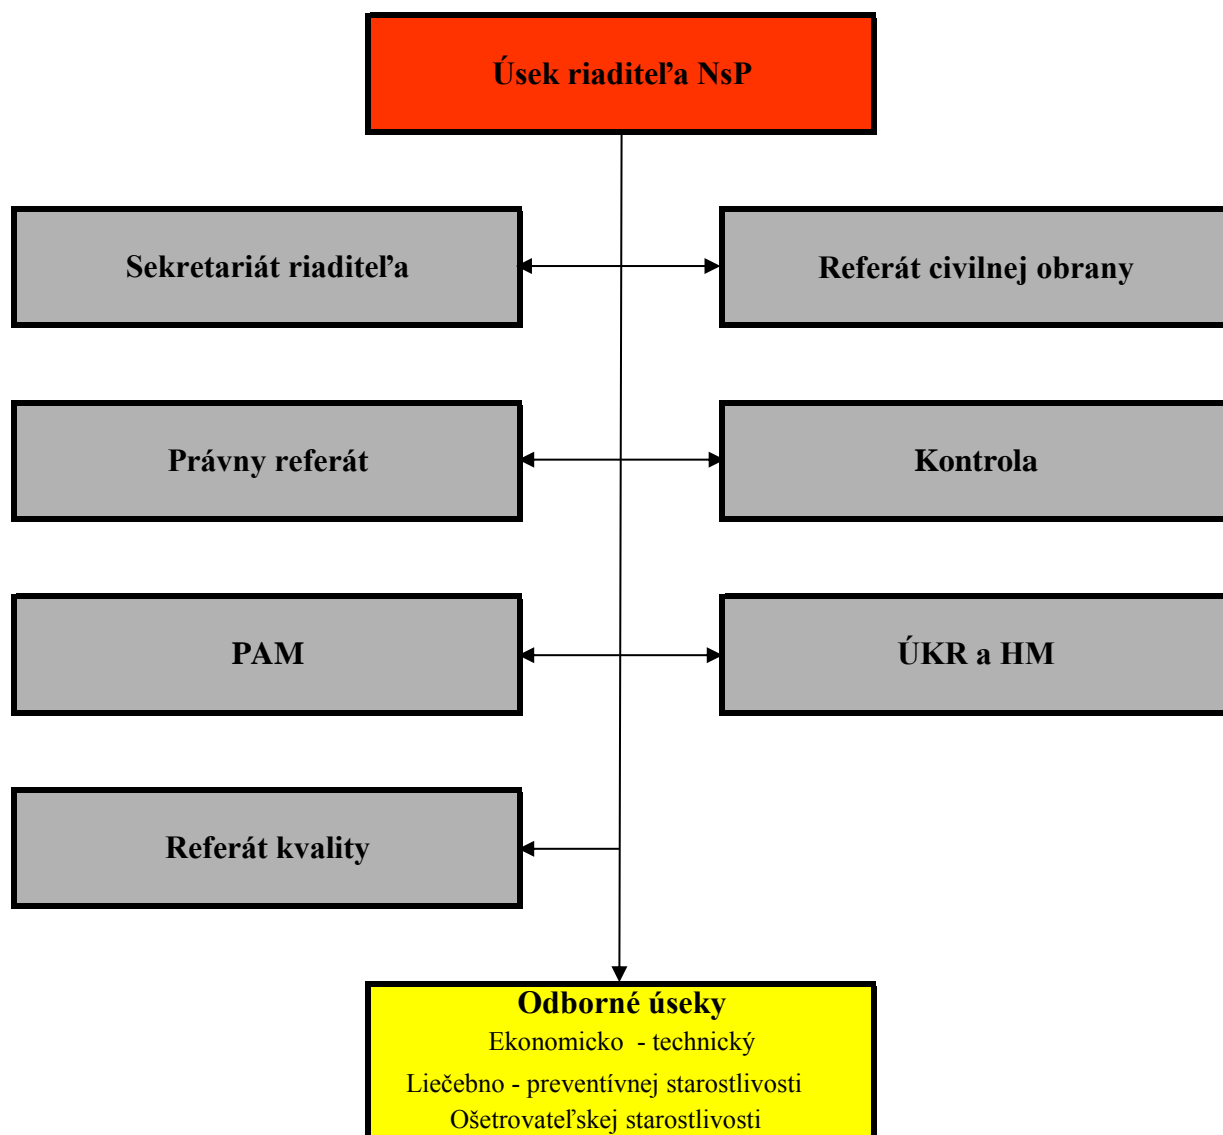 Úsek riaditeľa NsP
Sekretariát riaditeľa
Referát civilnej obrany
Právny referát
Kontrola
PAM
ÚKR a HM
Referát kvality
Odborné úseky
Ekonomicko - technický
Liečebno - preventívnej starostlivosti
Ošetrovateľskej starostlivosti